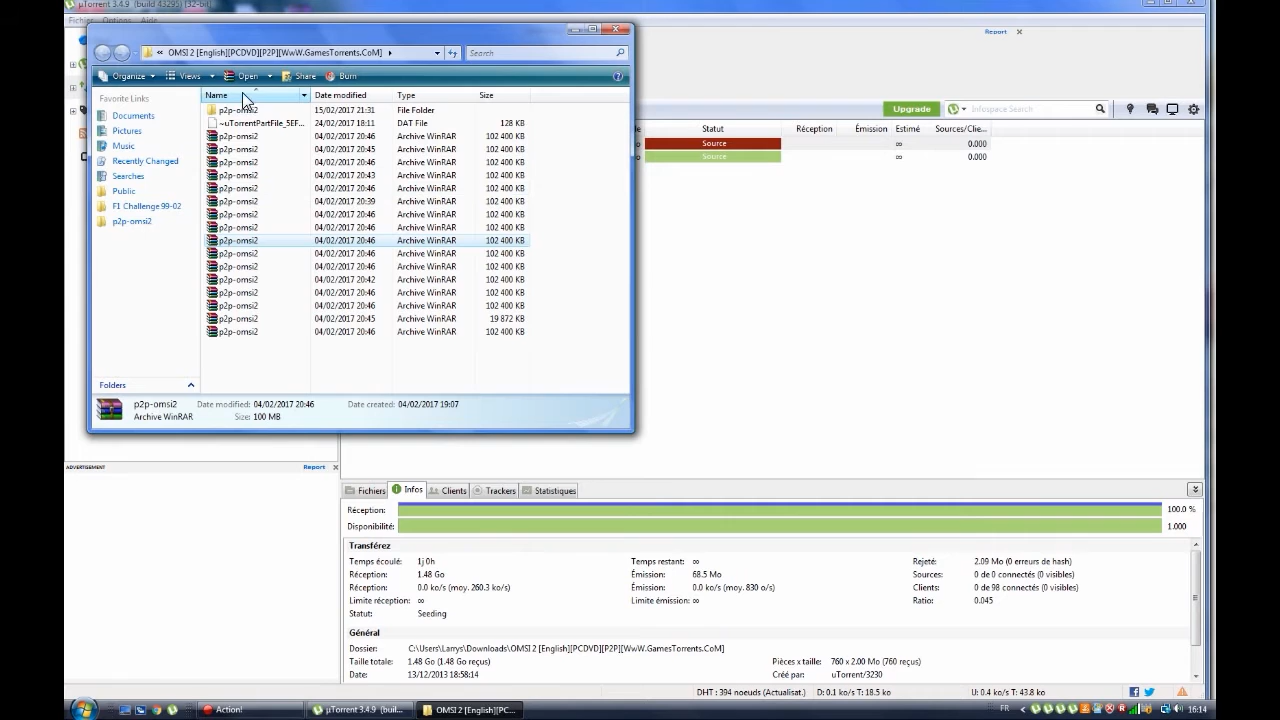 µTorrent 3.4.9 (build 43295) [32-bit]
Fichier Options Aide
Report
OMSI 2 [English][PCDVD][P2P][WwW.GamesTorrents.CoM]
Search
Organize Views Open Share Burn
Favorite Links
Documents
Pictures
Music
Recently Changed
Searches
Public
F1 Challenge 99-02
p2p-omsi2
Folders
Name Date modified Type Size
p2p-omsi2 15/02/2017 21:31 File Folder
~uTorrentPartFile_5EF... 24/02/2017 18:11 DAT File 128 KB
p2p-omsi2 04/02/2017 20:46 Archive WinRAR 102 400 KB
p2p-omsi2 04/02/2017 20:45 Archive WinRAR 102 400 KB
p2p-omsi2 04/02/2017 20:46 Archive WinRAR 102 400 KB
p2p-omsi2 04/02/2017 20:43 Archive WinRAR 102 400 KB
p2p-omsi2 04/02/2017 20:46 Archive WinRAR 102 400 KB
p2p-omsi2 04/02/2017 20:39 Archive WinRAR 102 400 KB
p2p-omsi2 04/02/2017 20:46 Archive WinRAR 102 400 KB
p2p-omsi2 04/02/2017 20:46 Archive WinRAR 102 400 KB
p2p-omsi2 04/02/2017 20:46 Archive WinRAR 102 400 KB
p2p-omsi2 04/02/2017 20:46 Archive WinRAR 102 400 KB
p2p-omsi2 04/02/2017 20:46 Archive WinRAR 102 400 KB
p2p-omsi2 04/02/2017 20:42 Archive WinRAR 102 400 KB
p2p-omsi2 04/02/2017 20:46 Archive WinRAR 102 400 KB
p2p-omsi2 04/02/2017 20:46 Archive WinRAR 102 400 KB
p2p-omsi2 04/02/2017 20:45 Archive WinRAR 19 872 KB
p2p-omsi2 04/02/2017 20:46 Archive WinRAR 102 400 KB
p2p-omsi2 Date modified: 04/02/2017 20:46 Date created: 04/02/2017 19:07
Archive WinRAR Size: 100 MB
Upgrade Infospace Search
Statut Réception Émission Estimé Sources/Clie...
Source ∞ 0.000
Source ∞ 0.000
ADVERTISEMENT Report
Fichiers Infos Clients Trackers Statistiques
Réception: 100.0 %
Disponibilité: 1.000
Transférez
Temps écoulé: 1j 0h Temps restant: ∞ Rejeté: 2.09 Mo (0 erreurs de hash)
Réception: 1.48 Go Émission: 68.5 Mo Sources: 0 de 0 connectés (0 visibles)
Réception: 0.0 ko/s (moy. 260.3 ko/s) Émission: 0.0 ko/s (moy. 830 o/s) Clients: 0 de 98 connectés (0 visibles)
Limite réception: ∞ Limite émission: ∞ Ratio: 0.045
Statut: Seeding
Général
Dossier: C:\Users\Larrys\Downloads\OMSI 2 [English][PCDVD][P2P][WwW.GamesTorrents.CoM]
Taille totale: 1.48 Go (1.48 Go reçus) Pièces x taille: 760 x 2.00 Mo (760 reçues)
Date: 13/12/2013 18:58:14 Créé par: uTorrent/3230
DHT : 394 noeuds (Actualisat.) D: 0.1 ko/s T: 18.5 ko U: 0.4 ko/s T: 43.8 ko
Action! µTorrent 3.4.9 (buil... OMSI 2 [English][PC... FR 16:14